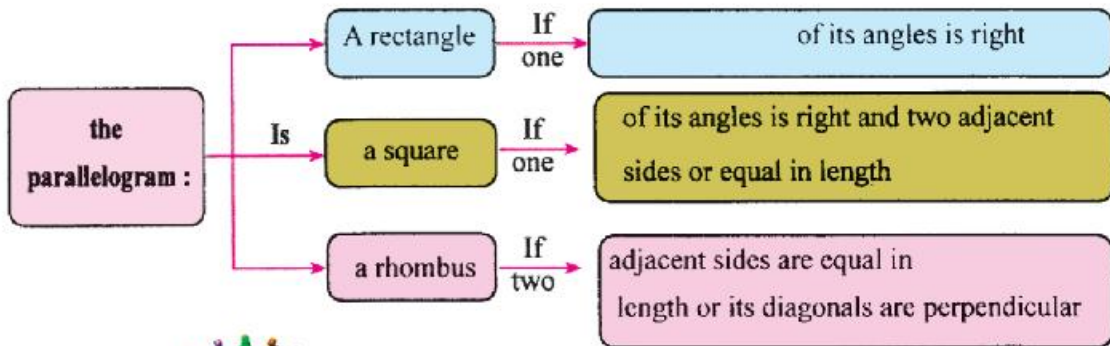 A rectangle
If
one
of its angles is right
the
parallelogram :
Is
a square
If
one
of its angles is right and two adjacent
sides or equal in length
a rhombus
If
two
adjacent sides are equal in
length or its diagonals are perpendicular